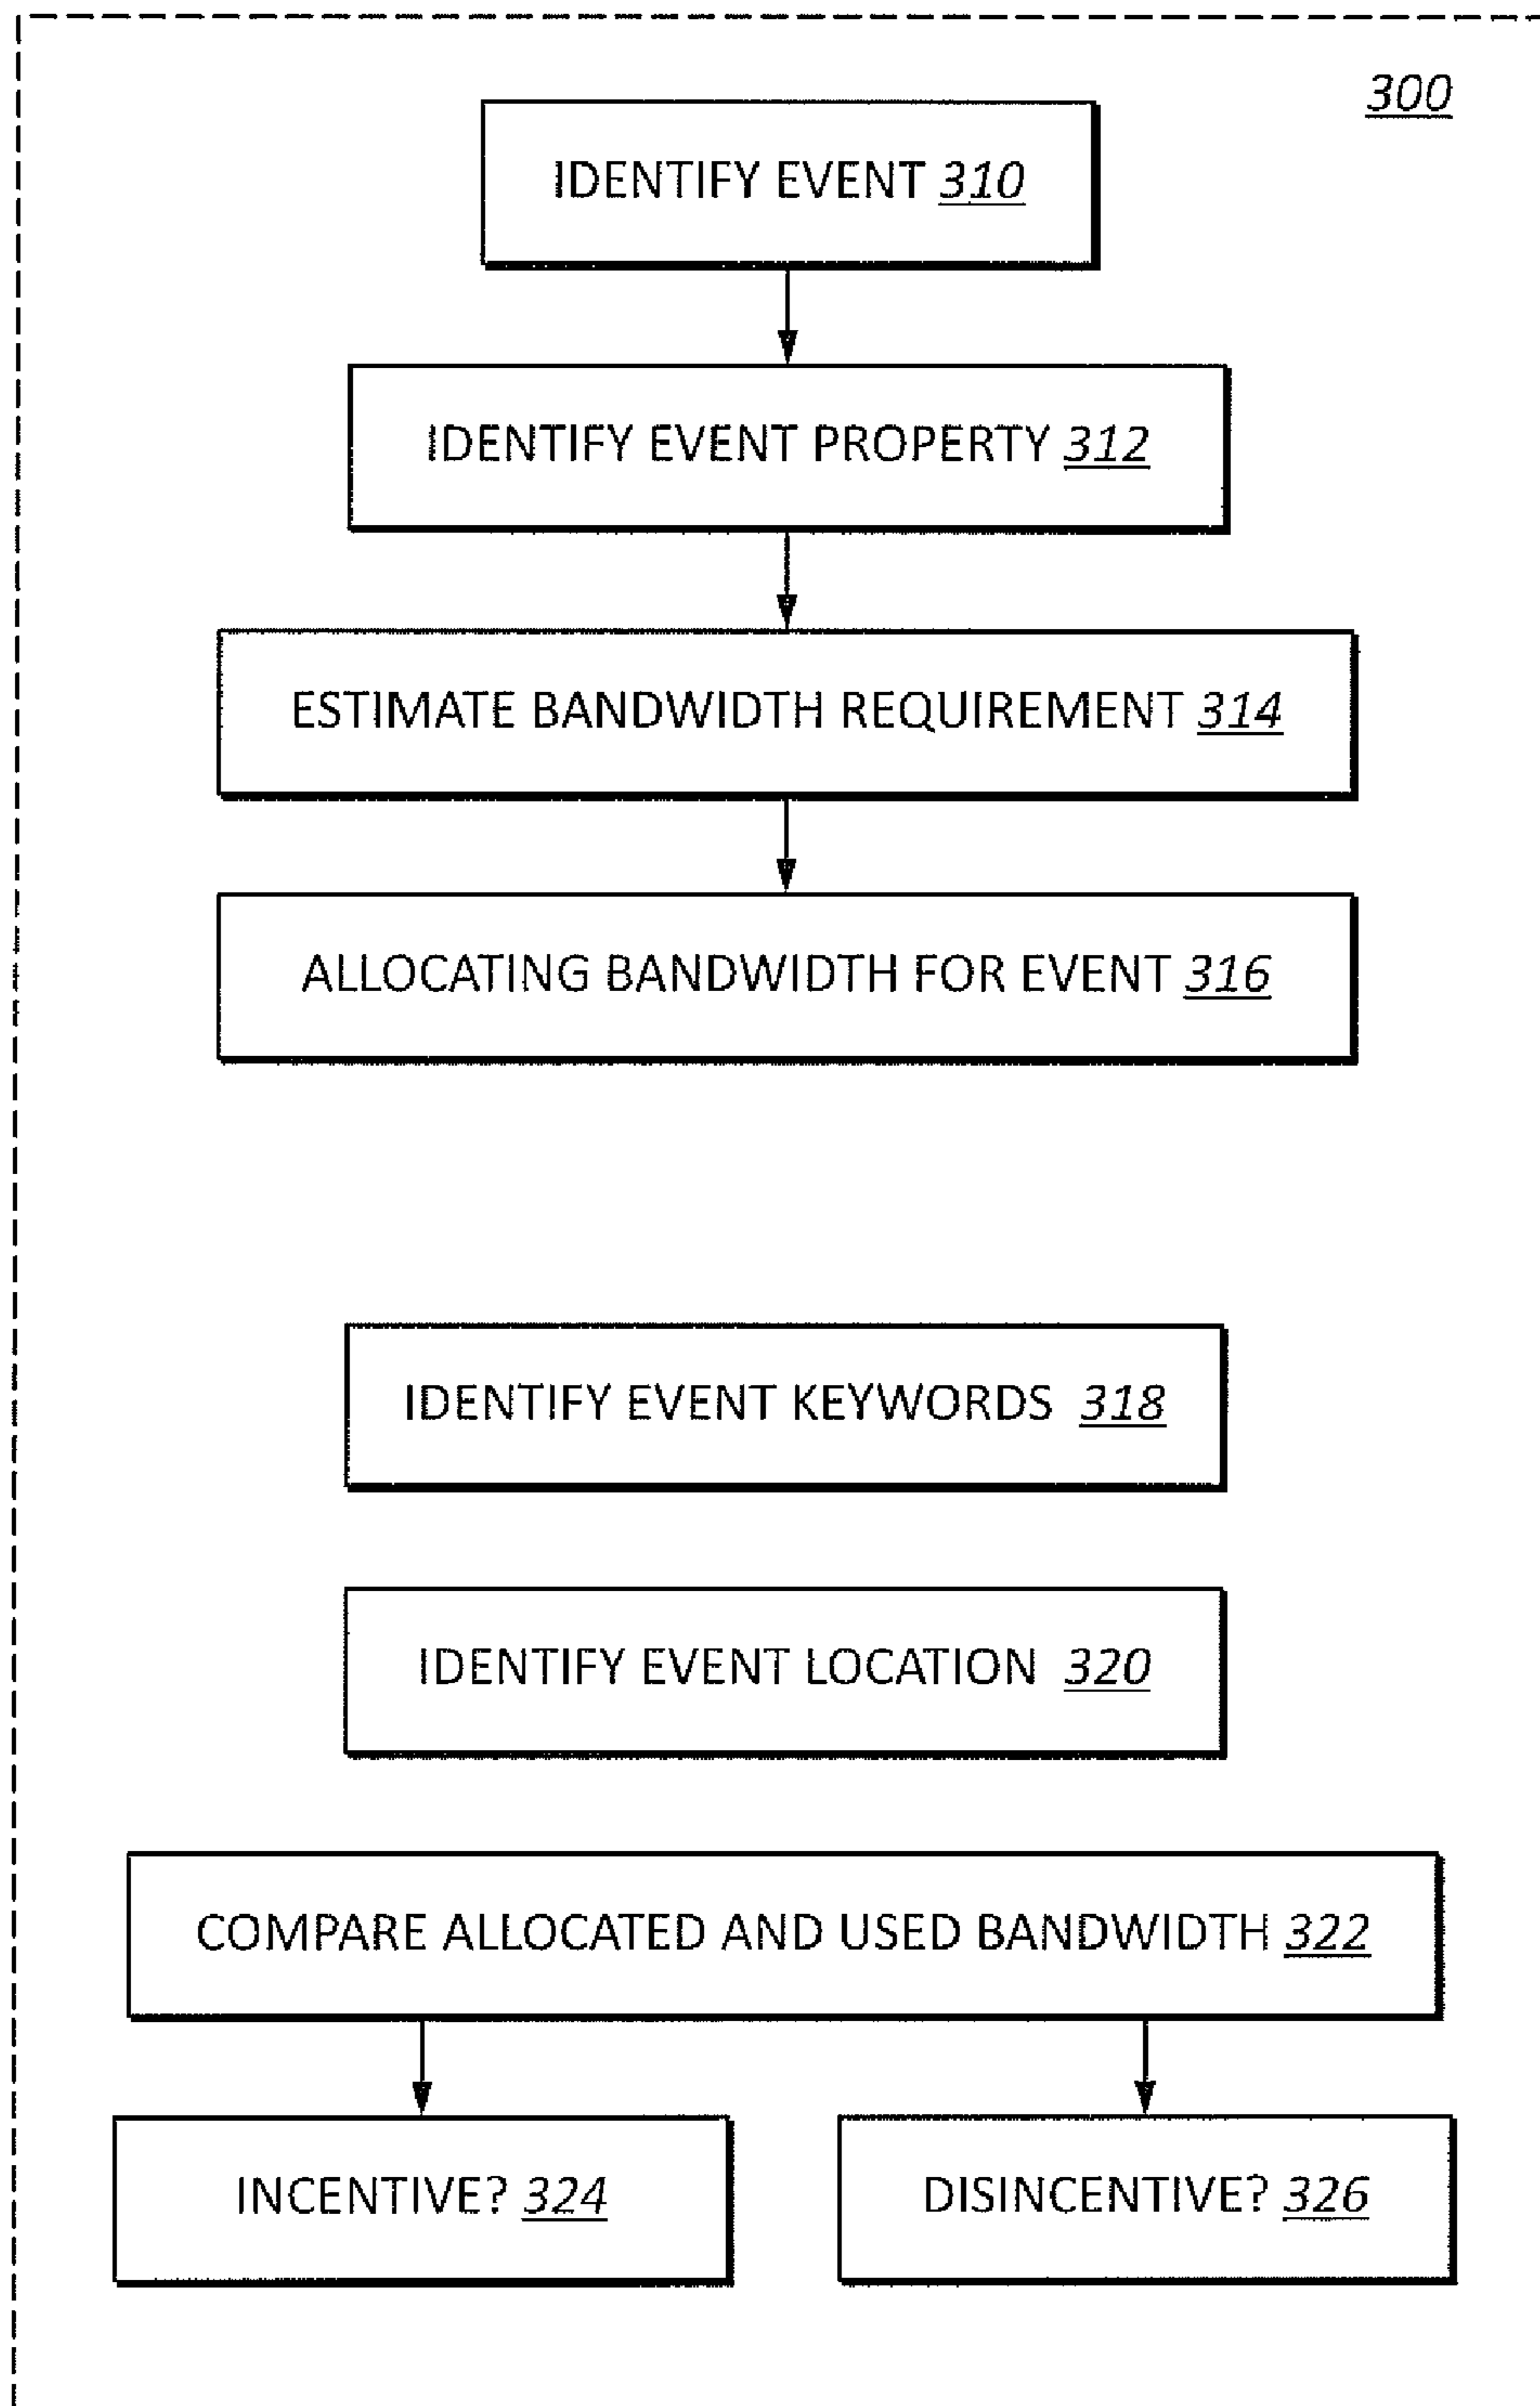 300
IDENTIFY EVENT 310
IDENTIFY EVENT PROPERTY 312
ESTIMATE BANDWIDTH REQUIREMENT 314
ALLOCATING BANDWIDTH FOR EVENT 316
IDENTIFY EVENT KEYWORDS 318
IDENTIFY EVENT LOCATION 320
COMPARE ALLOCATED AND USED BANDWIDTH 322
INCENTIVE? 324
DISINCENTIVE? 326